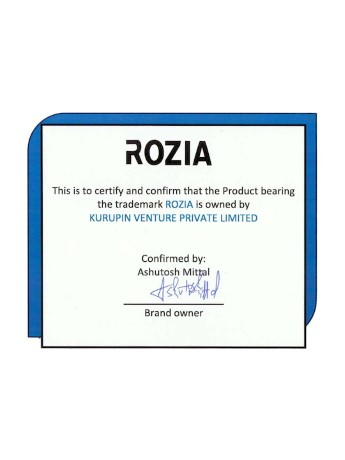 ROZIA
This is to certify and confirm that the Product bearing
the trademark ROZIA is owned by
KURUPIN VENTURE PRIVATE LIMITED
Confirmed by:
Ashutosh Mittal
AshutoshMittal
Brand owner